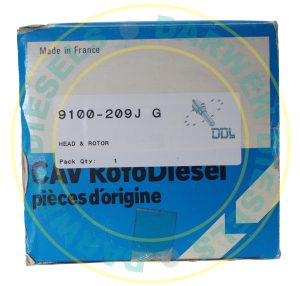 Made in France
9100-209J G
DDL
HEAD & ROTOR
Pack Qty: 1
CAV RotoDiesel
pièces d'origine